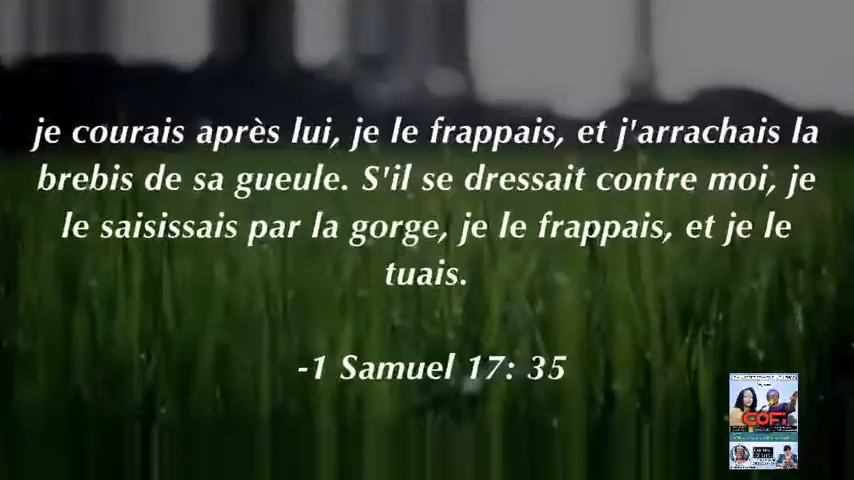 je courais après lui, je le frappais, et j'arrachais la
brebis de sa gueule. S'il se dressait contre moi, je
le saisissais par la gorge, je le frappais, et je le
tuais.
-1 Samuel 17: 35
COFI